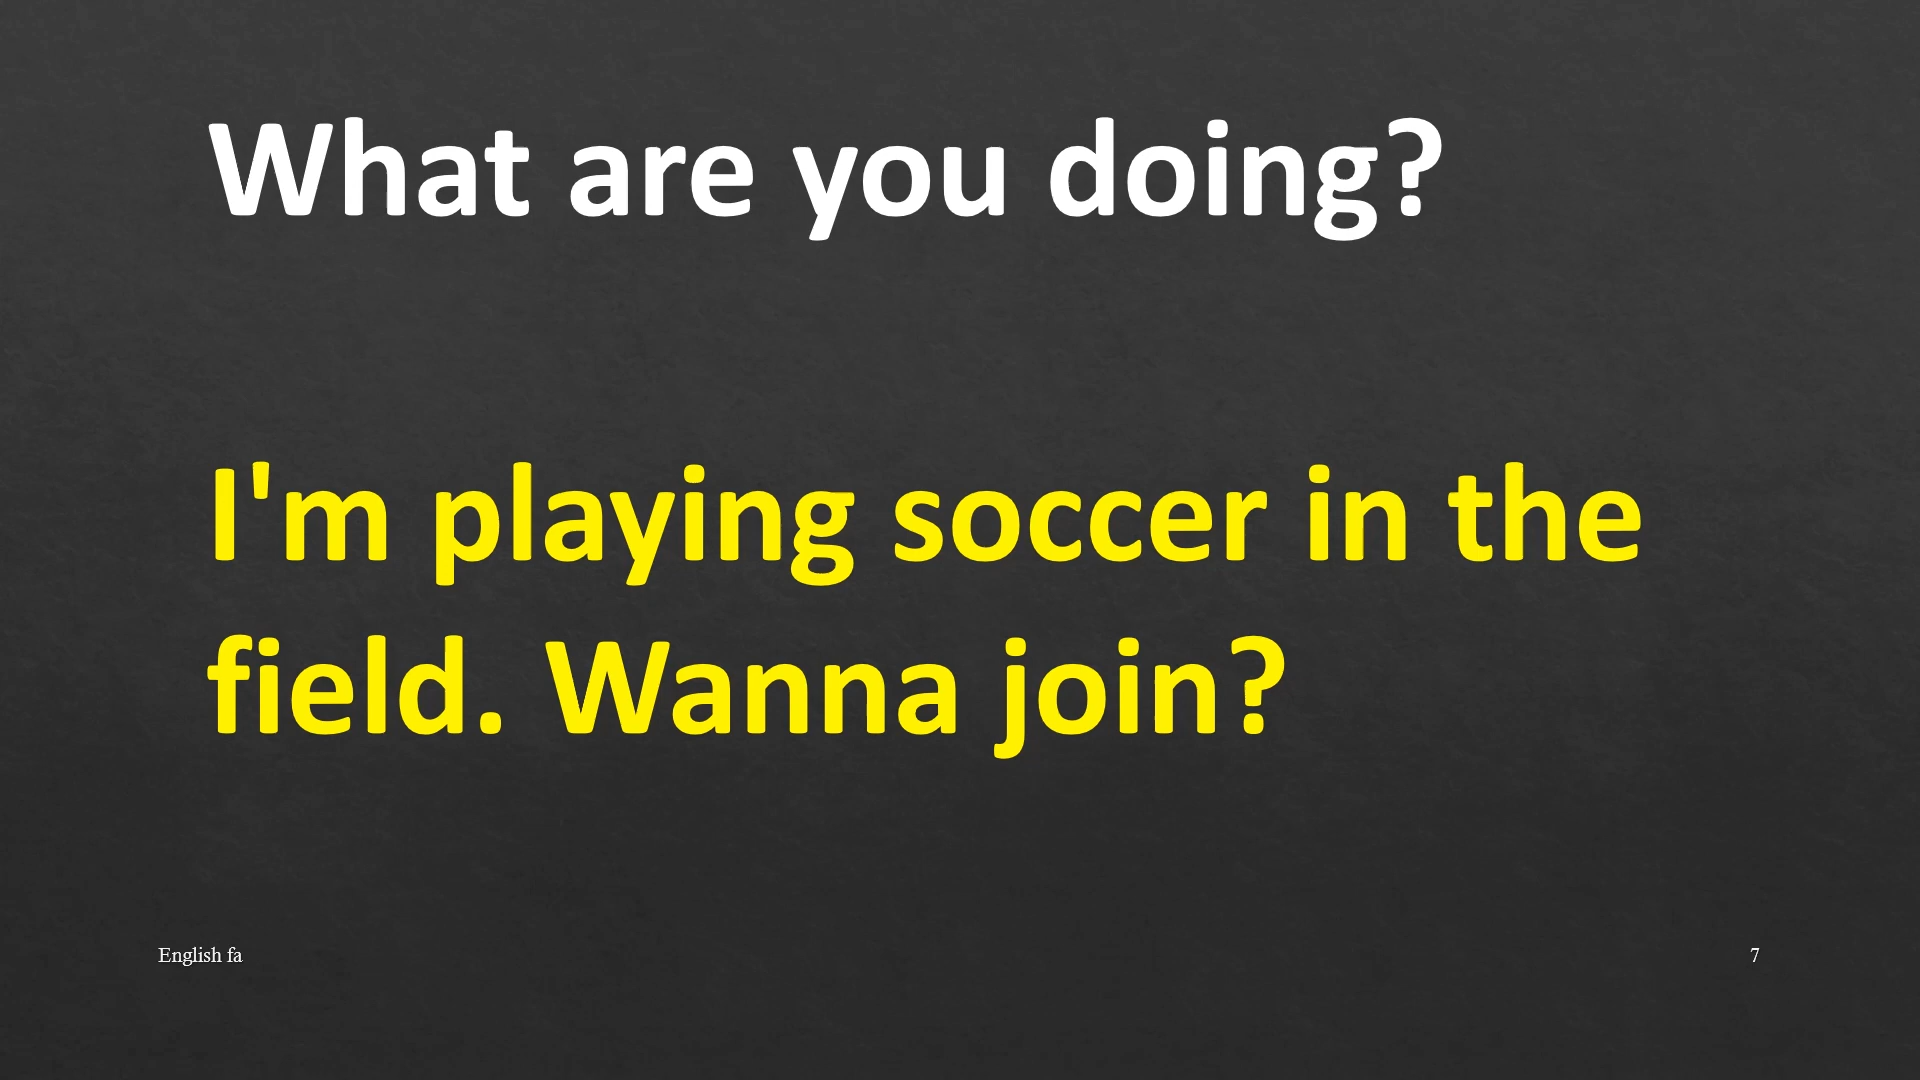 What are you doing?
I'm playing soccer in the
field. Wanna join?
English fa
7